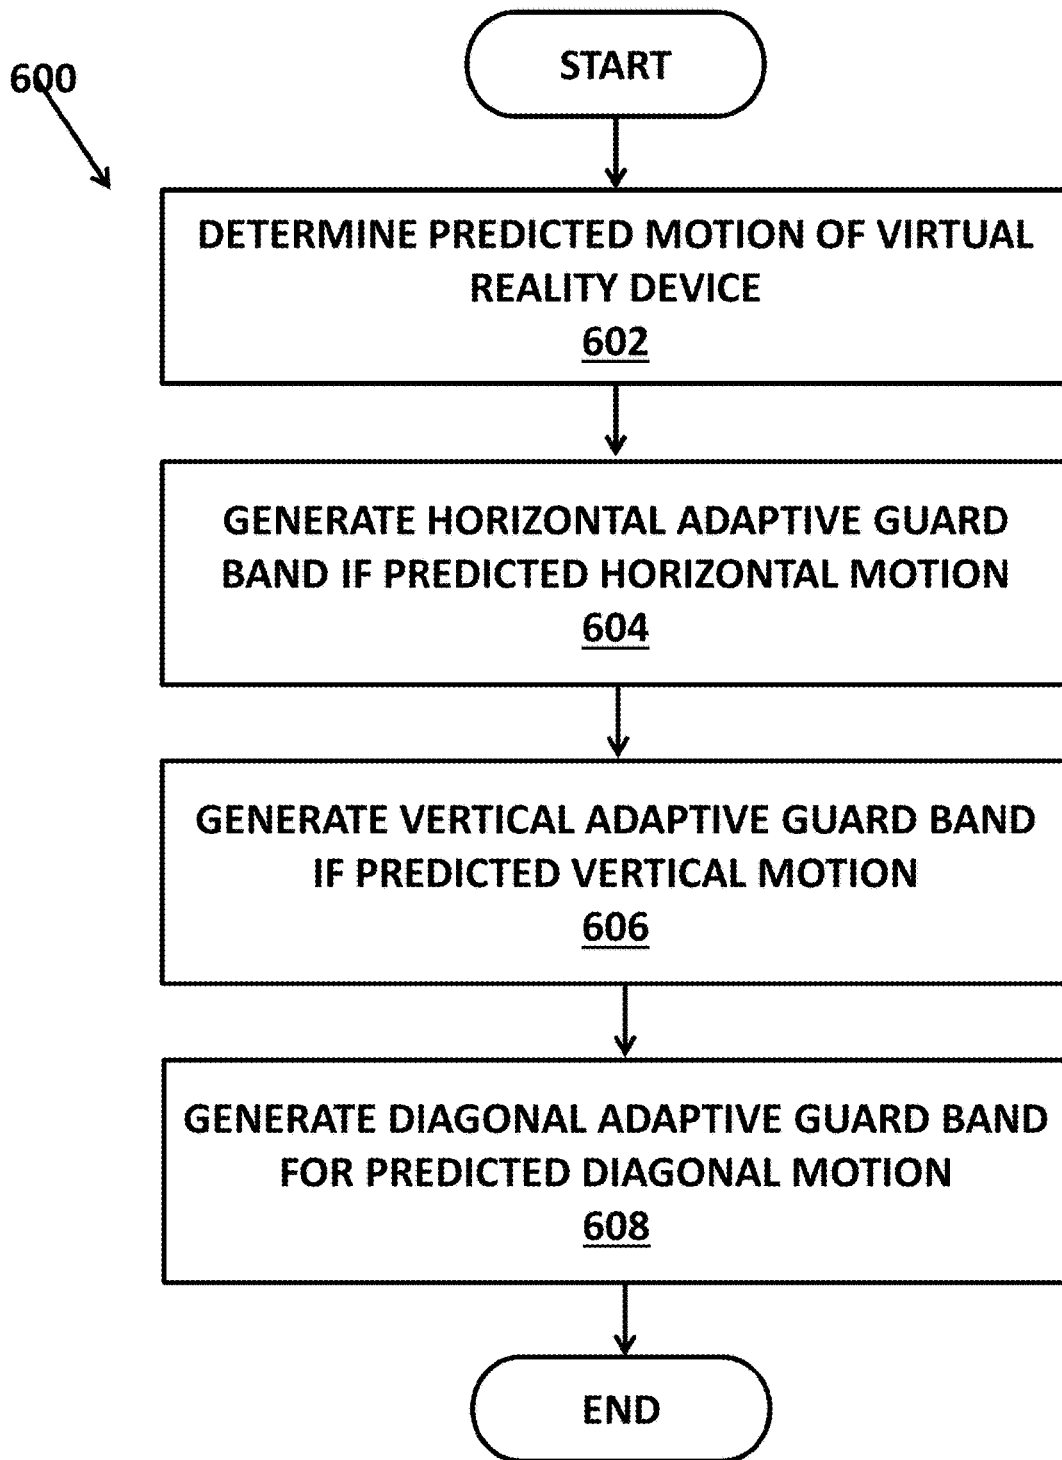 START
600
DETERMINE PREDICTED MOTION OF VIRTUAL
REALITY DEVICE
602
GENERATE HORIZONTAL ADAPTIVE GUARD
BAND IF PREDICTED HORIZONTAL MOTION
604
GENERATE VERTICAL ADAPTIVE GUARD BAND
IF PREDICTED VERTICAL MOTION
606
GENERATE DIAGONAL ADAPTIVE GUARD BAND
FOR PREDICTED DIAGONAL MOTION
608
END